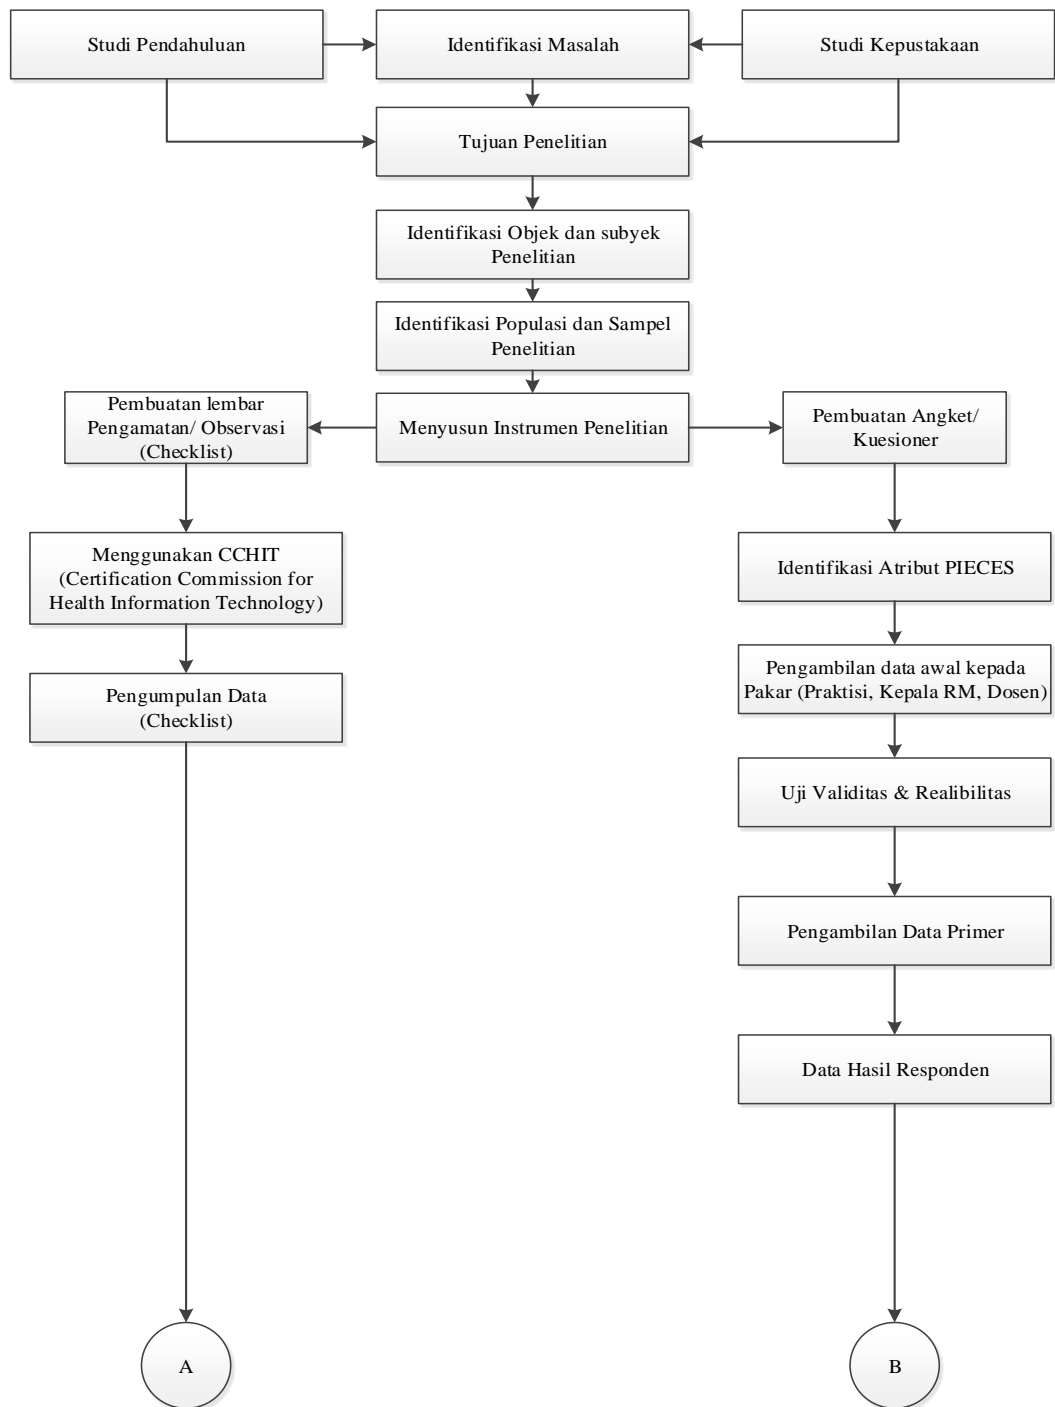 Studi Pendahuluan
Identifikasi Masalah
Studi Kepustakaan
Tujuan Penelitian
Identifikasi Objek dan subyek
Penelitian
Identifikasi Populasi dan Sampel
Penelitian
Pembuatan lembar
Pengamatan/ Observasi
(Checklist)
Menyusun Instrumen Penelitian
Pembuatan Angket/
Kuesioner
Menggunakan CCHIT
(Certification Commission for
Health Information Technology)
Identifikasi Atribut PIECES
Pengumpulan Data
(Checklist)
Pengambilan data awal kepada
Pakar (Praktisi, Kepala RM, Dosen)
Uji Validitas & Realibilitas
Pengambilan Data Primer
Data Hasil Responden
A
B